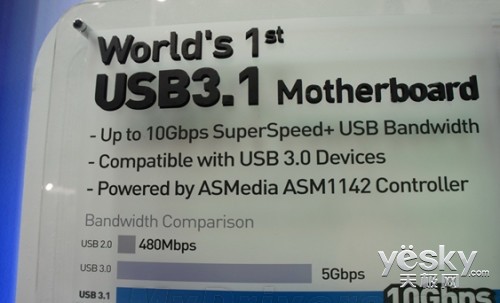 World's 1st
USB3.1 Motherboard
- Up to 10Gbps SuperSpeed+ USB Bandwidth
- Compatible with USB 3.0 Devices
- Powered by ASMedia ASM1142 Controller
Bandwidth Comparison
USB 2.0 480Mbps
USB 3.0 5Gbps
USB 3.1 10Gbps
yësky
天极网
.com